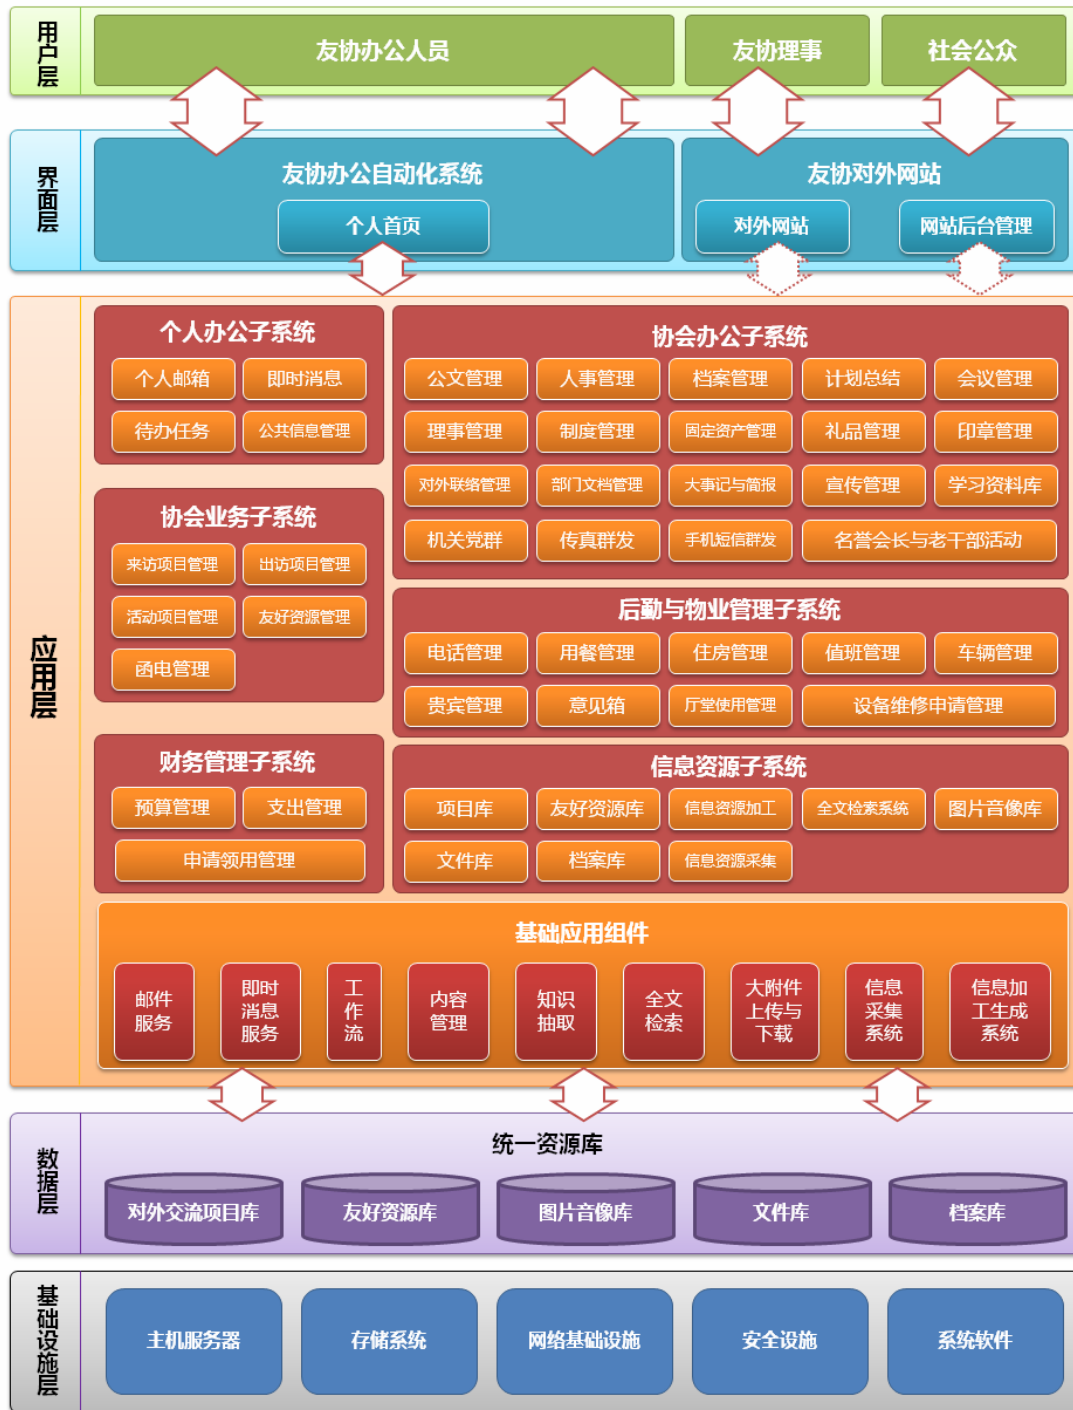 用户层
友协办公人员
友协理事
社会公众
界面层
友协办公自动化系统
个人首页
友协对外网站
对外网站
网站后台管理
应用层
个人办公子系统
个人邮箱
即时消息
待办任务
公共信息管理
协会办公子系统
公文管理
人事管理
档案管理
计划总结
会议管理
理事管理
制度管理
固定资产管理
礼品管理
印章管理
对外联络管理
部门文档管理
大事记与简报
宣传管理
学习资料库
机关党群
传真群发
手机短信群发
名誉会长与老干部活动
协会业务子系统
来访项目管理
出访项目管理
活动项目管理
友好资源管理
函电管理
后勤与物业管理子系统
电话管理
用餐管理
住房管理
值班管理
车辆管理
贵宾管理
意见箱
厅堂使用管理
设备维修申请管理
财务管理子系统
预算管理
支出管理
申请领用管理
信息资源子系统
项目库
友好资源库
信息资源加工
全文检索系统
图片音像库
文件库
档案库
信息资源采集
基础应用组件
邮件
服务
即时
消息
服务
工
作
流
内容
管理
知识
抽取
全文
检索
大附件
上传与
下载
信息
采集
系统
信息加
工生成
系统
数据层
统一资源库
对外交流项目库
友好资源库
图片音像库
文件库
档案库
基础设施层
主机服务器
存储系统
网络基础设施
安全设施
系统软件